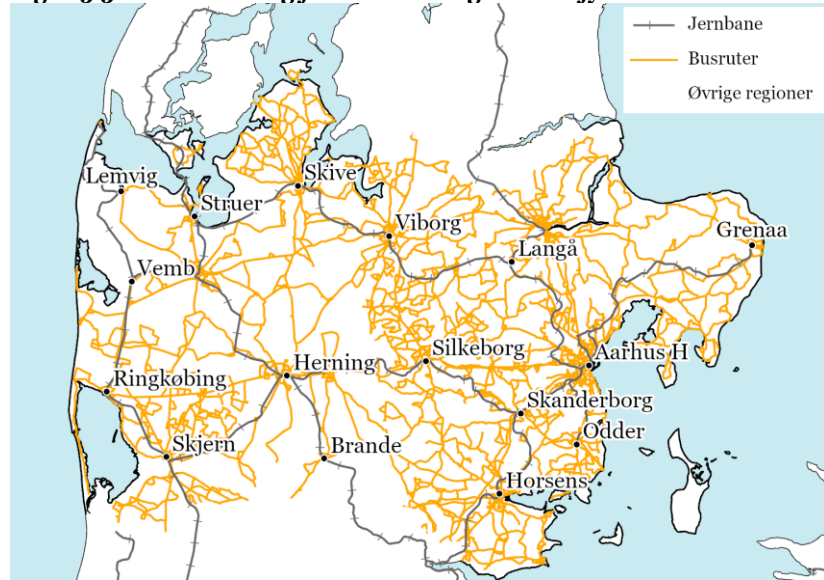 Jernbane
Busruter
Øvrige regioner
Lemvig
Skive
Struer
Viborg
Grenaa
Langå
Vemb
Silkeborg
Aarhus H
Herning
Ringkøbing
Skanderborg
Odder
Skjern
Brande
Horsens